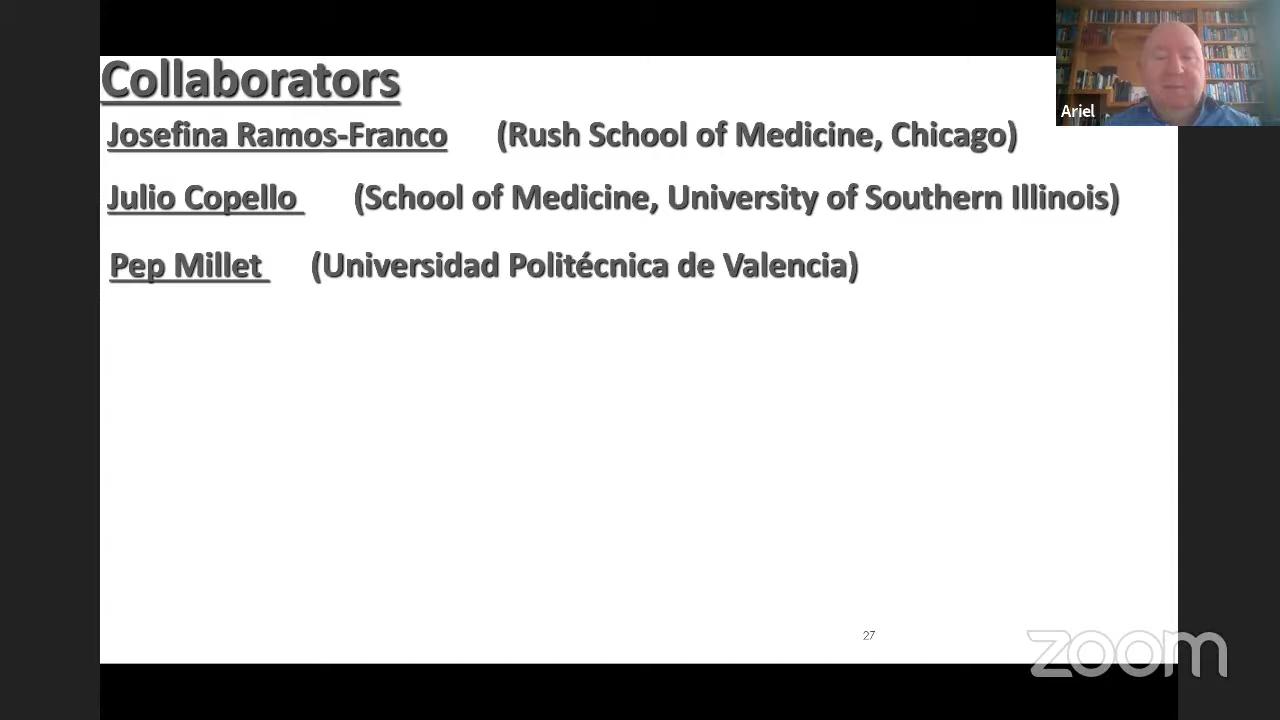 Collaborators
Ariel
Josefina Ramos-Franco (Rush School of Medicine, Chicago)
Julio Copello (School of Medicine, University of Southern Illinois)
Pep Millet (Universidad Politécnica de Valencia)
27
zoom